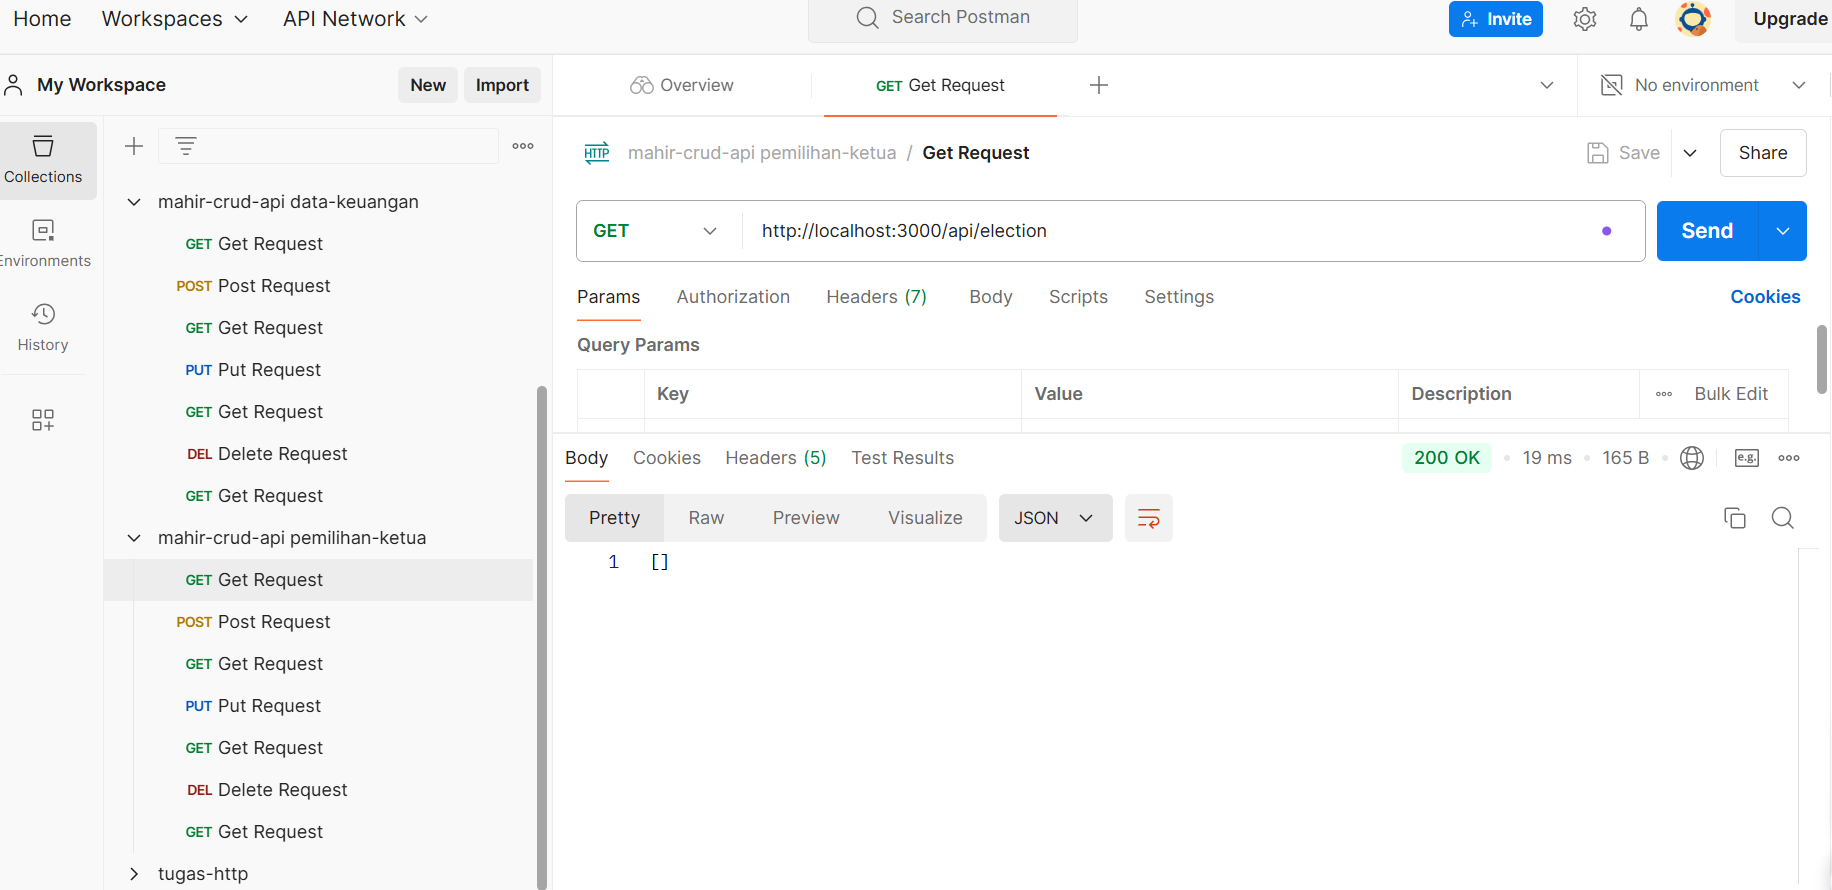 Home Workspaces API Network Search Postman Invite Upgrade
My Workspace New Import
Overview GET Get Request No environment
Collections
Environments
History
mahir-crud-api data-keuangan
GET Get Request
POST Post Request
GET Get Request
PUT Put Request
GET Get Request
DEL Delete Request
GET Get Request
mahir-crud-api pemilihan-ketua
GET Get Request
POST Post Request
GET Get Request
PUT Put Request
GET Get Request
DEL Delete Request
GET Get Request
tugas-http
HTTP mahir-crud-api pemilihan-ketua / Get Request Save Share
GET http://localhost:3000/api/election Send
Params Authorization Headers (7) Body Scripts Settings Cookies
Query Params
Key Value Description Bulk Edit
Body Cookies Headers (5) Test Results 200 OK 19 ms 165 B e.g.
Pretty Raw Preview Visualize JSON
1 []